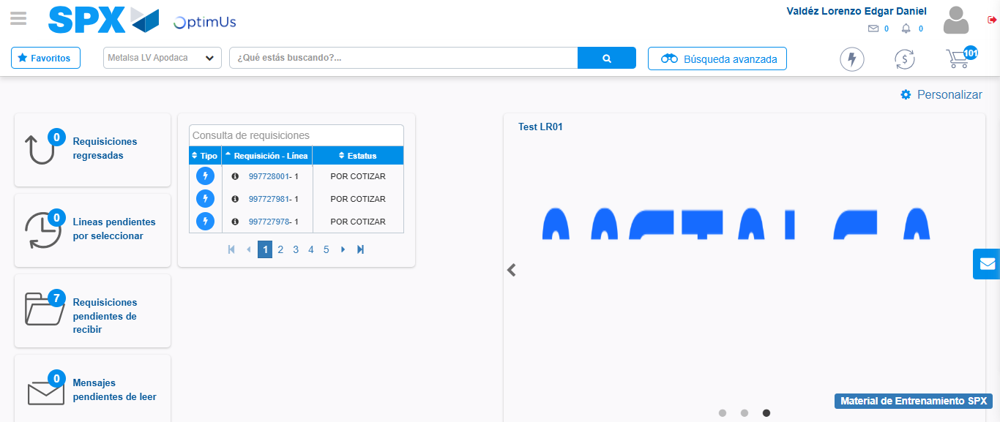 SPX
OptimUs
Valdéz Lorenzo Edgar Daniel
0
0
Favoritos
Metalsa LV Apodaca
¿Qué estás buscando?...
Búsqueda avanzada
$
101
Personalizar
0
Requisiciones
regresadas
0
Lineas pendientes
por seleccionar
7
Requisiciones
pendientes de
recibir
0
Mensajes
pendientes de leer
Consulta de requisiciones
Tipo Requisición - Línea Estatus
997728001- 1 POR COTIZAR
997727981- 1 POR COTIZAR
997727978- 1 POR COTIZAR
1 2 3 4 5
Test LR01
Material de Entrenamiento SPX